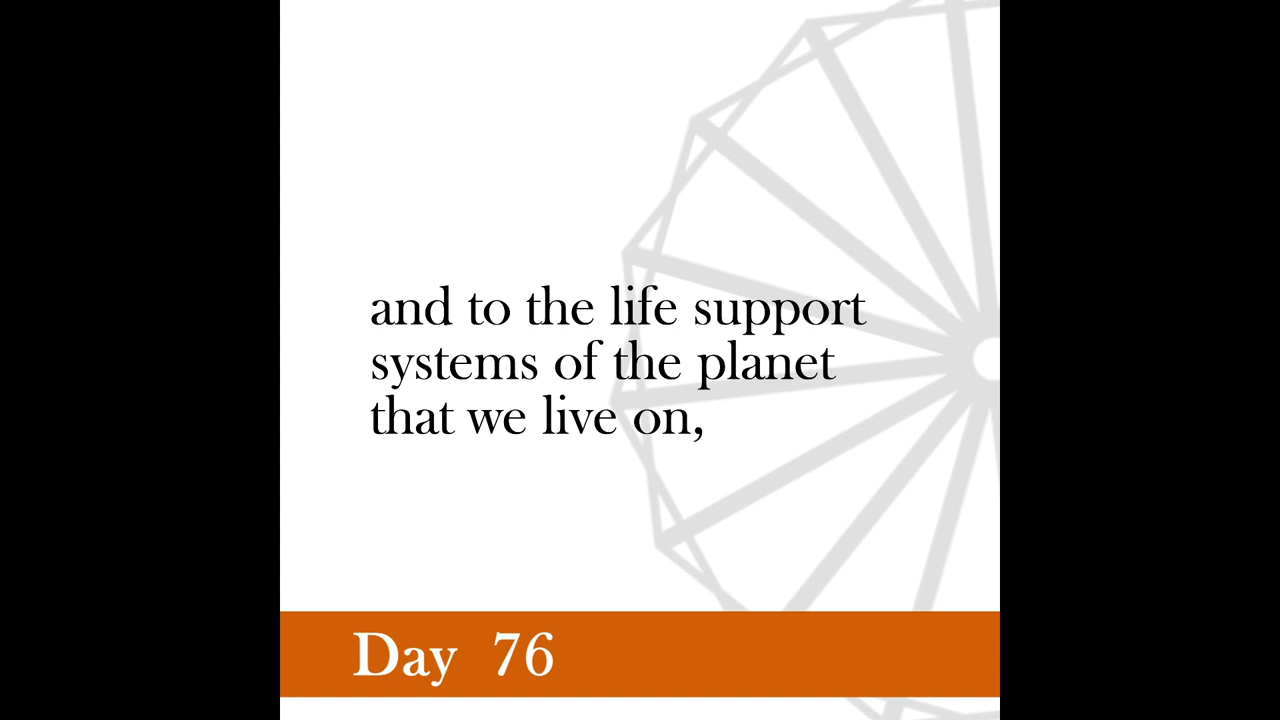 and to the life support
systems of the planet
that we live on,
Day 76